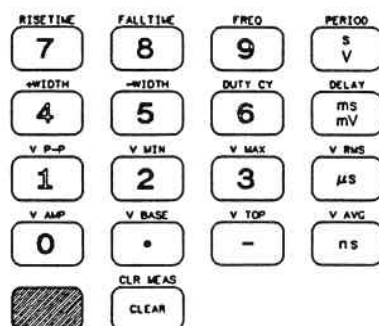 RISETIME FALLTIME FREQ PERIOD
7 8 9 s
V
+WIDTH -WIDTH DUTY CY DELAY
4 5 6 ms
mV
V P-P V MIN V MAX V RMS
1 2 3 µs
V AMP V BASE V TOP V AVG
0 . - ns
CLR MEAS
CLEAR